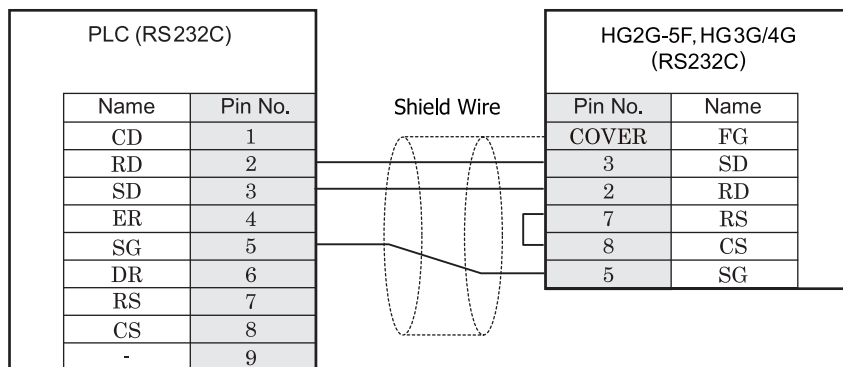 PLC (RS232C)
Name Pin No.
CD 1
RD 2
SD 3
ER 4
SG 5
DR 6
RS 7
CS 8
- 9
Shield Wire
HG2G-5F, HG3G/4G
(RS232C)
Pin No. Name
COVER FG
3 SD
2 RD
7 RS
8 CS
5 SG